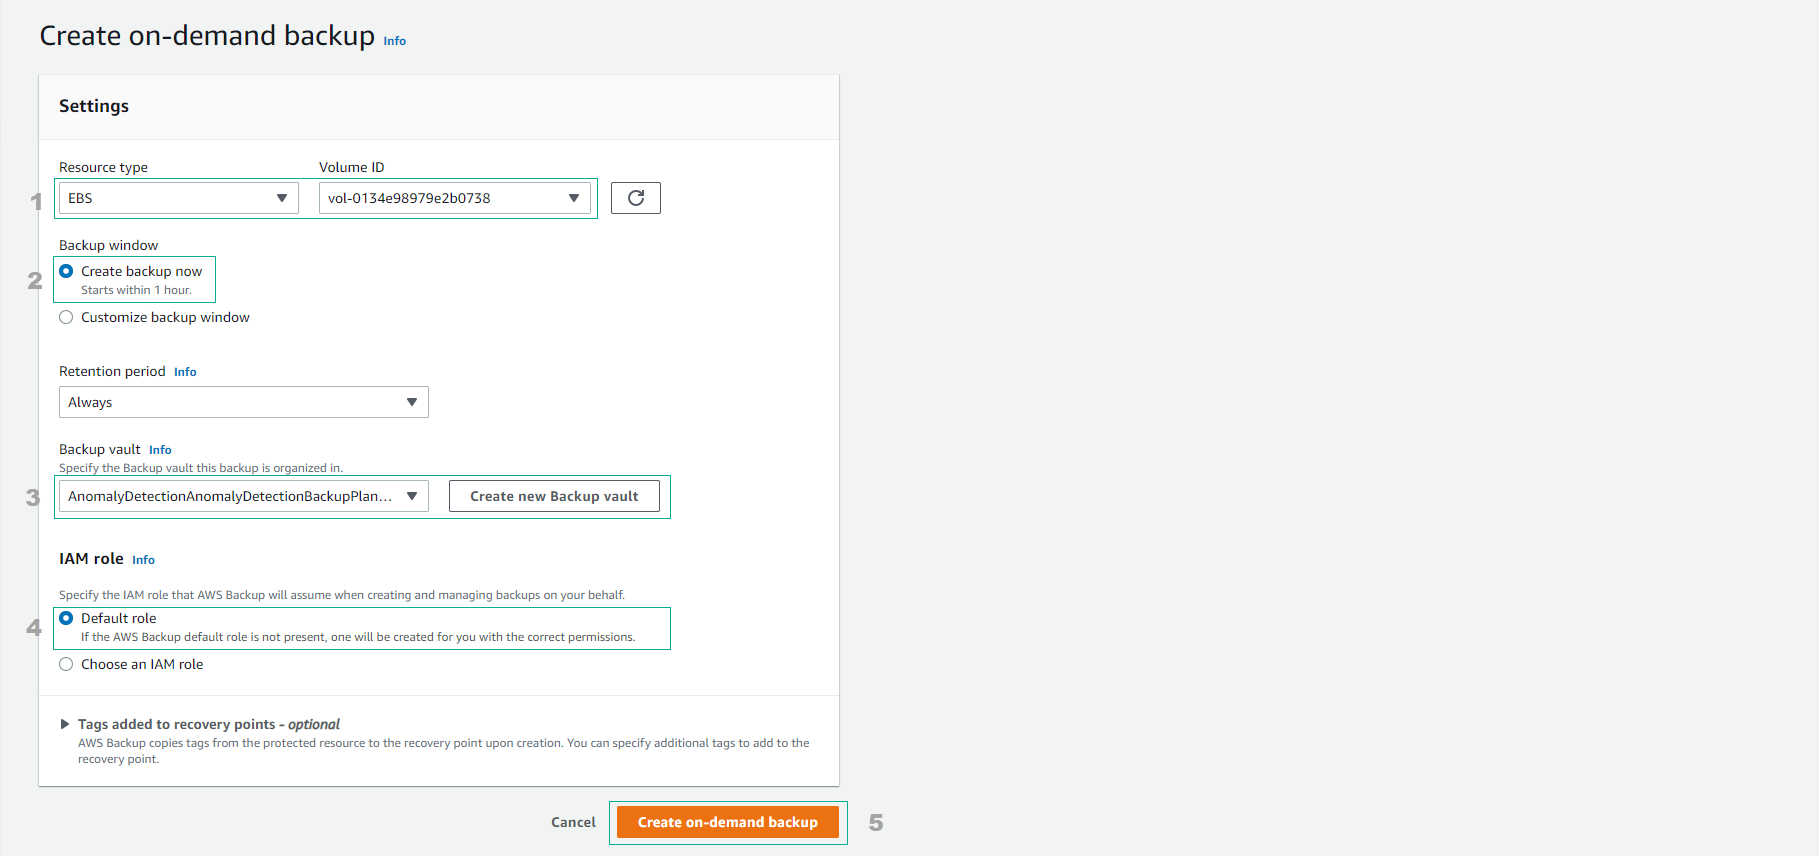 Create on-demand backup Info
Settings
Resource type Volume ID
1 EBS vol-0134e98979e2b0738
Backup window
2 Create backup now
Starts within 1 hour.
Customize backup window
Retention period Info
Always
Backup vault Info
Specify the Backup vault this backup is organized in.
3 AnomalyDetectionAnomalyDetectionBackupPlan... Create new Backup vault
IAM role Info
Specify the IAM role that AWS Backup will assume when creating and managing backups on your behalf.
4 Default role
If the AWS Backup default role is not present, one will be created for you with the correct permissions.
Choose an IAM role
Tags added to recovery points - optional
AWS Backup copies tags from the protected resource to the recovery point upon creation. You can specify additional tags to add to the
recovery point.
Cancel Create on-demand backup 5